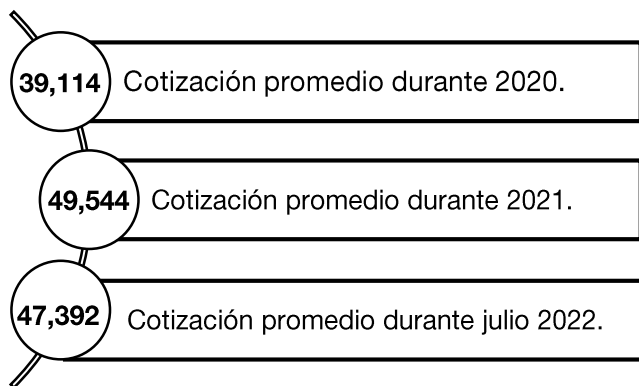 39,114 Cotización promedio durante 2020.
49,544 Cotización promedio durante 2021.
47,392 Cotización promedio durante julio 2022.